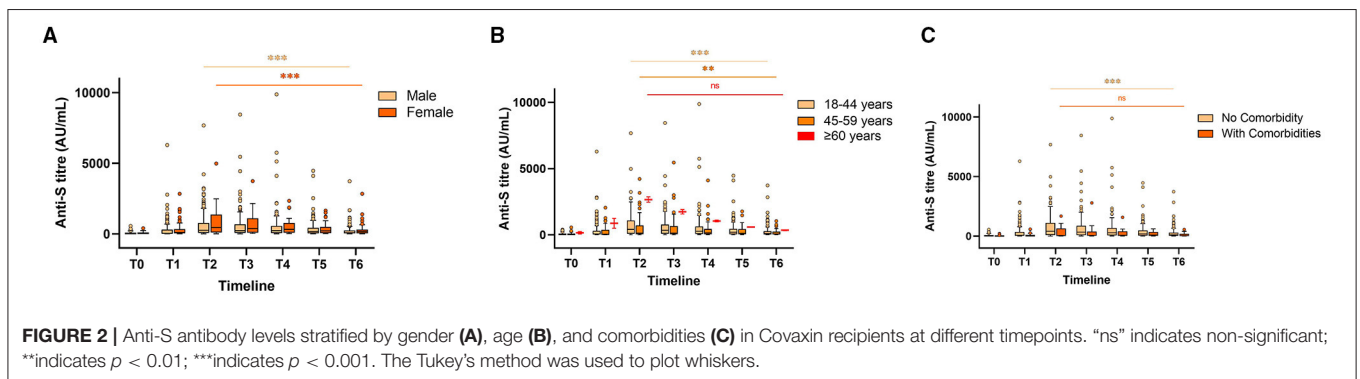 A
***
***
10000
5000
0
Anti-S titre (AU/mL)
Male
Female
T0 T1 T2 T3 T4 T5 T6
Timeline
B
***
**
ns
10000
5000
0
Anti-S titre (AU/mL)
18-44 years
45-59 years
≥60 years
T0 T1 T2 T3 T4 T5 T6
Timeline
C
***
ns
10000
5000
0
Anti-S titre (AU/mL)
No Comorbidity
With Comorbidities
T0 T1 T2 T3 T4 T5 T6
Timeline
FIGURE 2 | Anti-S antibody levels stratified by gender (A), age (B), and comorbidities (C) in Covaxin recipients at different timepoints. “ns” indicates non-significant;
**indicates p < 0.01; ***indicates p < 0.001. The Tukey's method was used to plot whiskers.